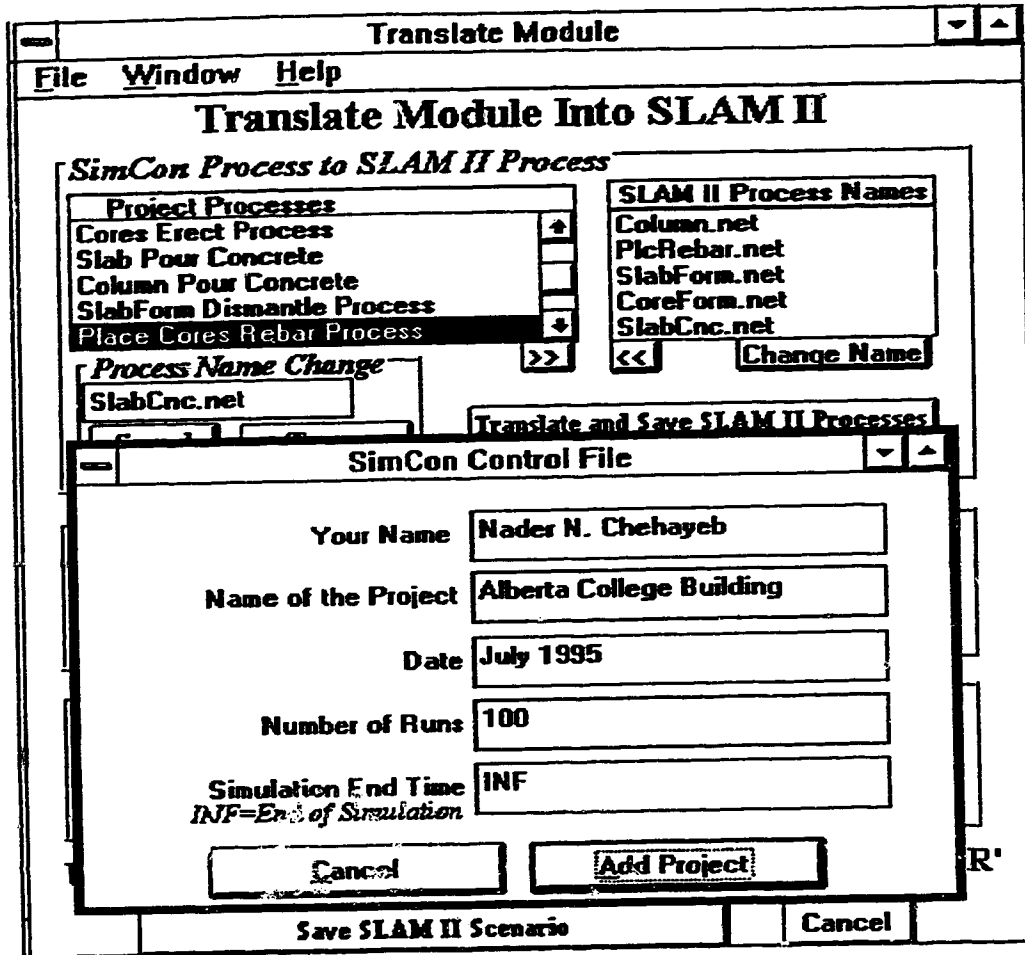 Translate Module
File Window Help
Translate Module Into SLAM II
SimCon Process to SLAM II Process
Project Processes
Cores Erect Process
Slab Pour Concrete
Column Pour Concrete
SlabForm Dismantle Process
Place Cores Rebar Process
SLAM II Process Names
Column.net
PlcRebar.net
SlabForm.net
CoreForm.net
SlabCnc.net
>> << Change Name
Process Name Change
SlabCnc.net
Translate and Save SLAM II Processes
SimCon Control File
Your Name Nader N. Chehayeb
Name of the Project Alberta College Building
Date July 1995
Number of Runs 100
Simulation End Time INF
INF=End of Simulation
Cancel Add Project
R'
Save SLAM II Scenario Cancel